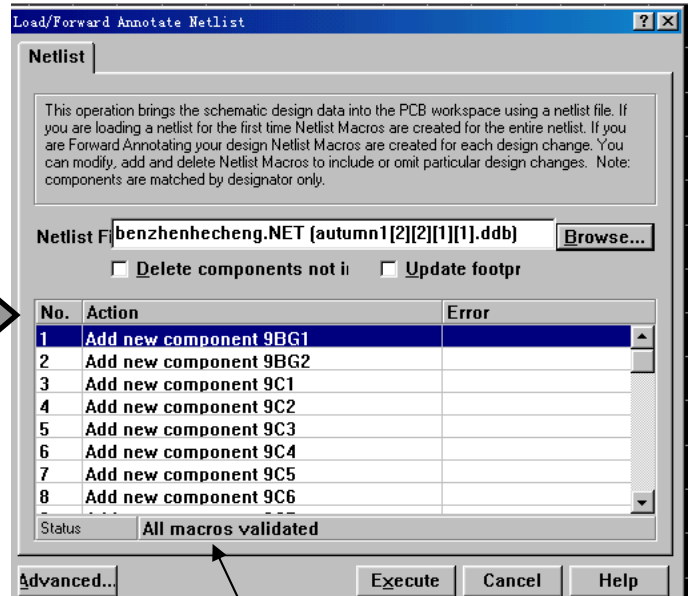 Load/Forward Annotate Netlist
Netlist
This operation brings the schematic design data into the PCB workspace using a netlist file. If
you are loading a netlist for the first time Netlist Macros are created for the entire netlist. If you
are Forward Annotating your design Netlist Macros are created for each design change. You
can modify, add and delete Netlist Macros to include or omit particular design changes. Note:
components are matched by designator only.
Netlist Fi benzhenhecheng.NET (autumn1[2][2][1][1].ddb) Browse...
Delete components not i Update footpr
No. Action Error
1 Add new component 9BG1
2 Add new component 9BG2
3 Add new component 9C1
4 Add new component 9C2
5 Add new component 9C3
6 Add new component 9C4
7 Add new component 9C5
8 Add new component 9C6
Status All macros validated
Advanced... Execute Cancel Help